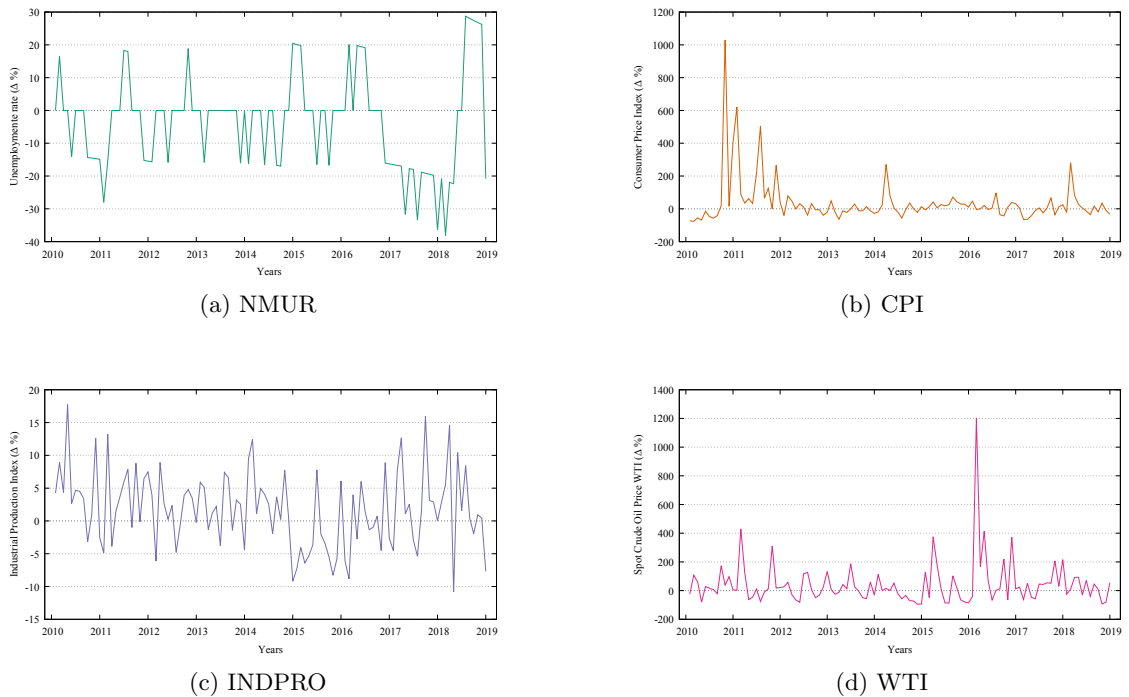 30
20
10
0
-10
-20
-30
-40
Unemploymente rate (Δ %)
2010 2011 2012 2013 2014 2015 2016 2017 2018 2019
Years
(a) NMUR
1200
1000
800
600
400
200
0
-200
Consumer Price Index (Δ %)
2010 2011 2012 2013 2014 2015 2016 2017 2018 2019
Years
(b) CPI
20
15
10
5
0
-5
-10
-15
Industrial Production Index (Δ %)
2010 2011 2012 2013 2014 2015 2016 2017 2018 2019
Years
(c) INDPRO
1400
1200
1000
800
600
400
200
0
-200
Spot Crude Oil Price WTI (Δ %)
2010 2011 2012 2013 2014 2015 2016 2017 2018 2019
Years
(d) WTI